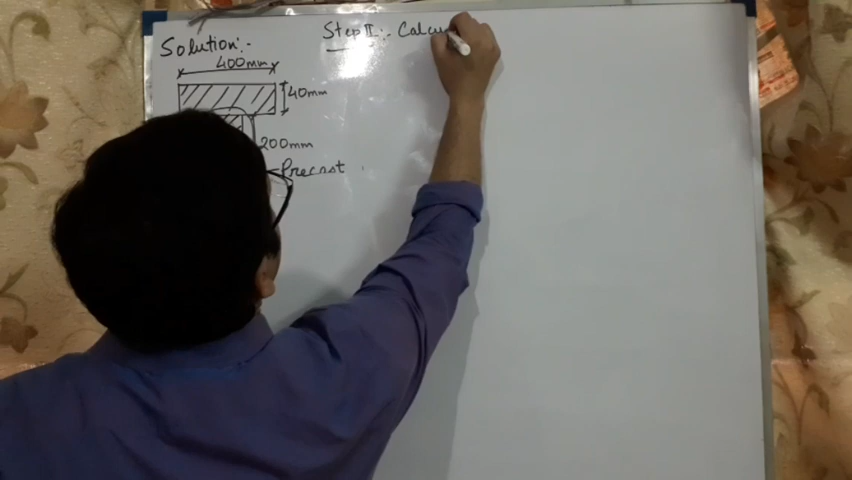 Solution:-
Step II:- Calcu
400mm
40mm
200mm
Precast